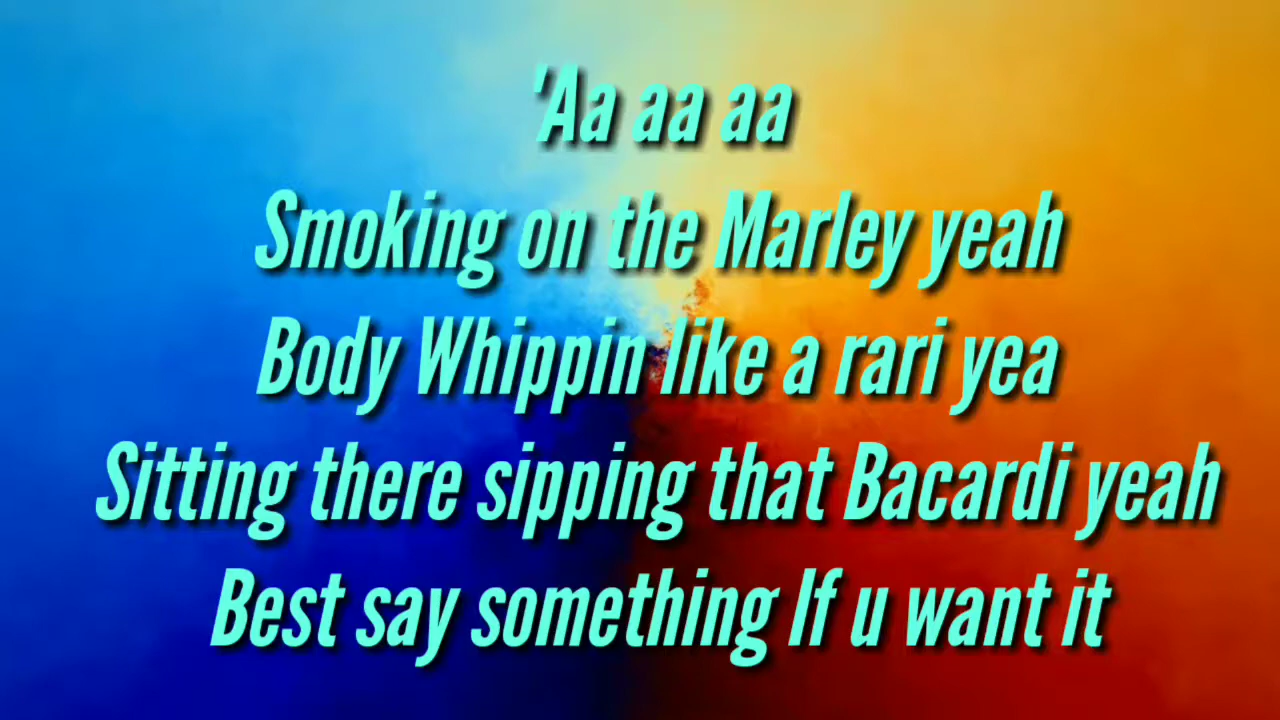 'Aa aa aa
Smoking on the Marley yeah
Body Whippin like a rari yea
Sitting there sipping that Bacardi yeah
Best say something If u want it